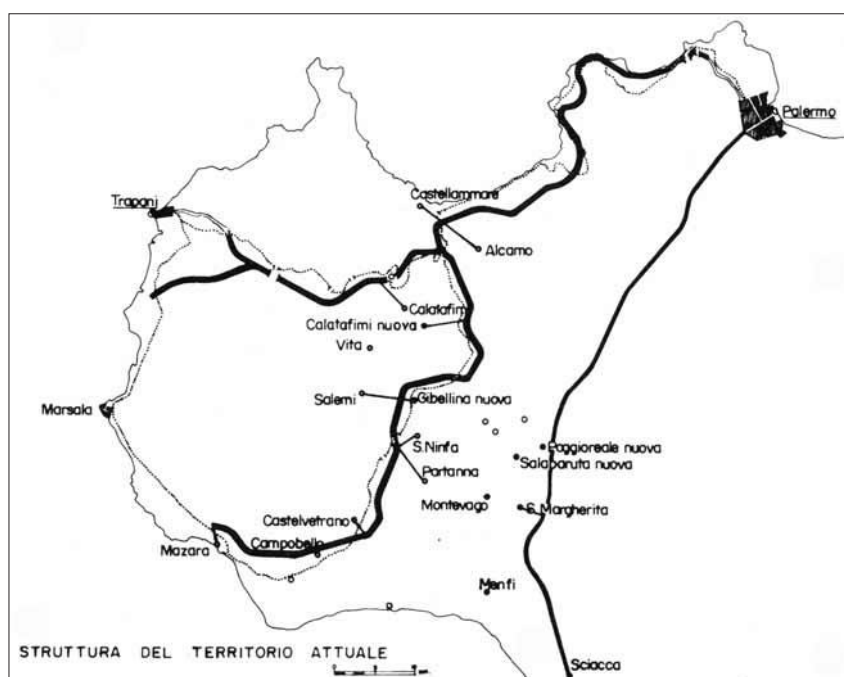 Palermo
Trapani
Castellammare
Alcamo
Calatafimi
Calatafimi nuova
Vita
Salemi
Gibellina nuova
Marsala
S. Ninfa
Poggioreale nuova
Salaparuta nuova
Partanna
Montevago
S. Margherita
Castelvetrano
Mazara
Campobello
Menfi
STRUTTURA DEL TERRITORIO ATTUALE
Sciacca